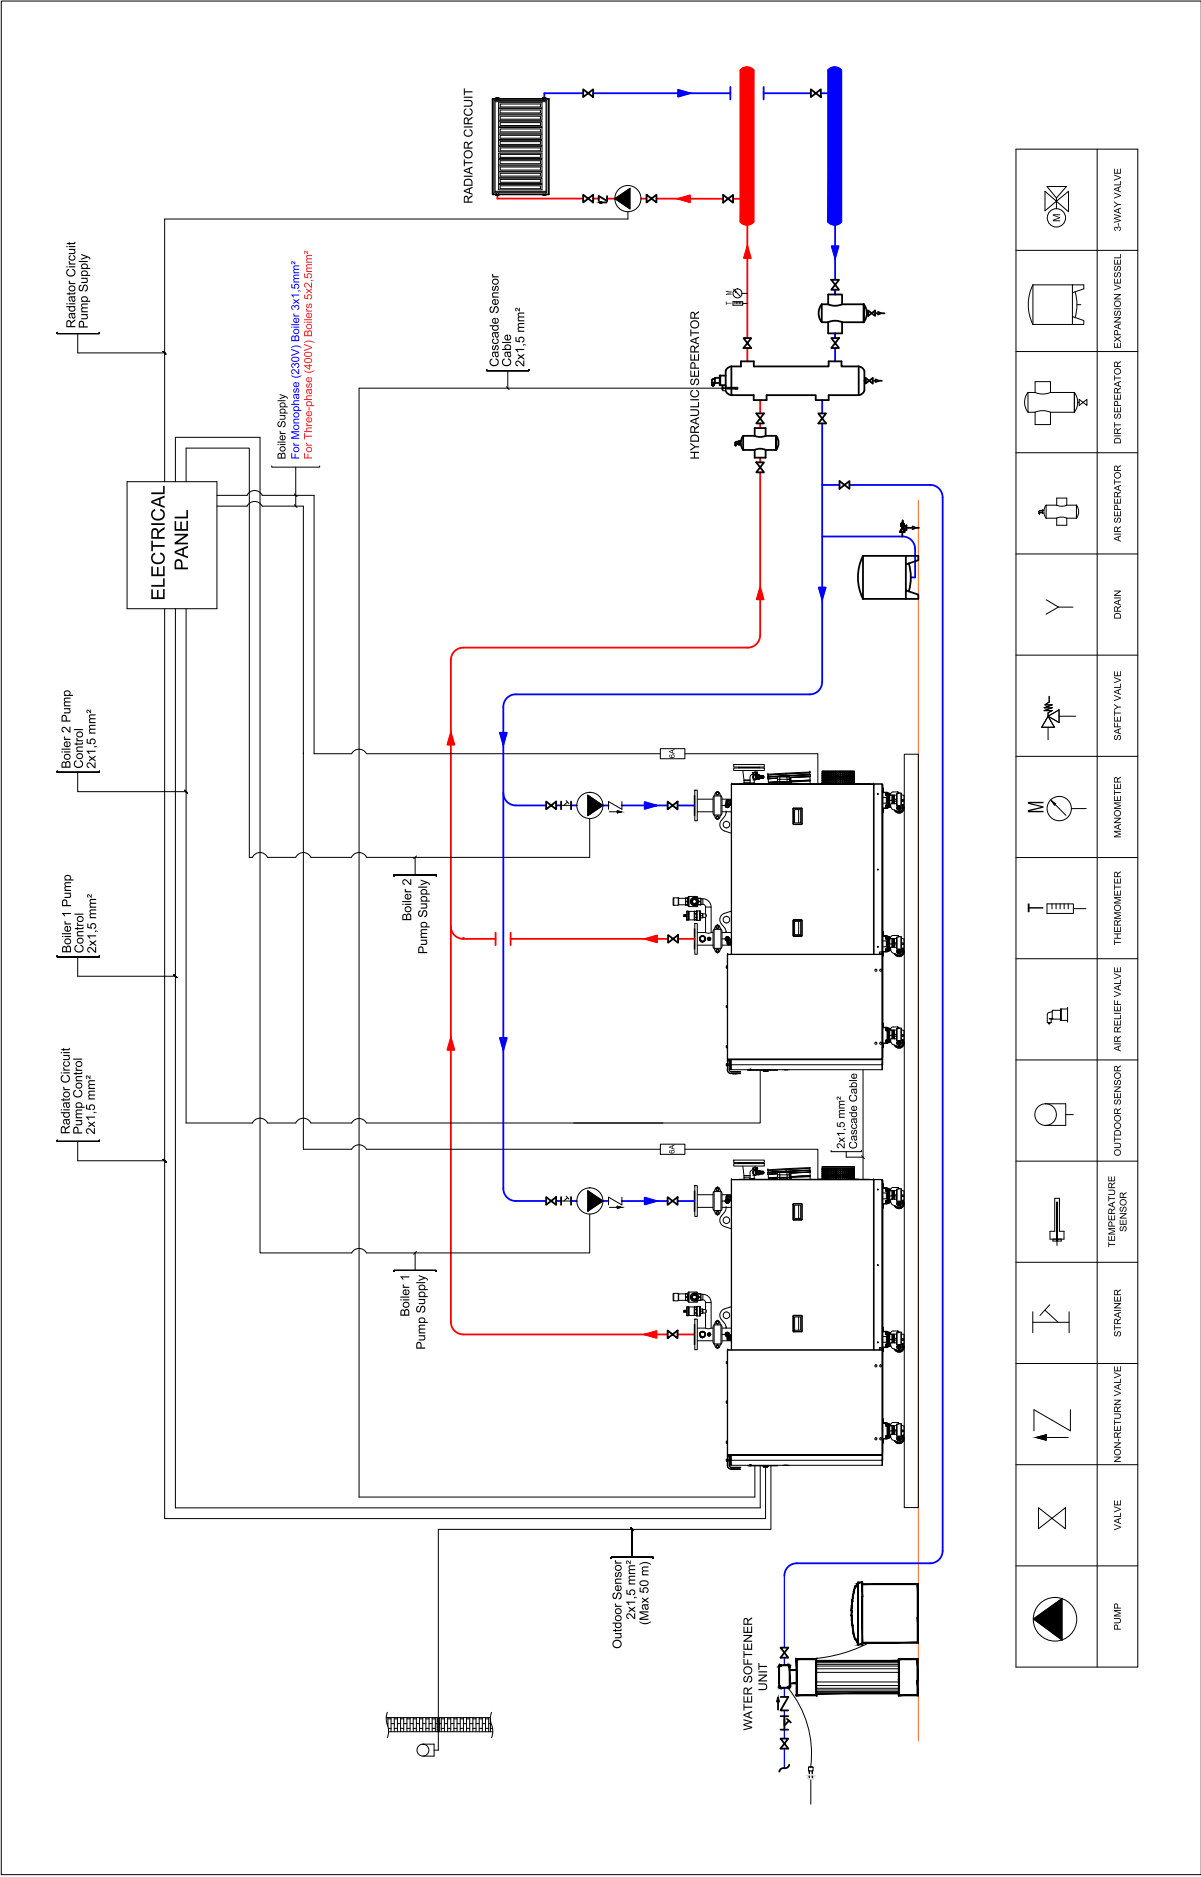 Radiator Circuit
Pump Control
2x1,5 mm²
Boiler 1 Pump
Control
2x1,5 mm²
Boiler 2 Pump
Control
2x1,5 mm²
Radiator Circuit
Pump Supply
ELECTRICAL
PANEL
Boiler Supply
For Monophase (230V) Boiler 3x1,5mm²
For Three-phase (400V) Boilers 5x2,5mm²
RADIATOR CIRCUIT
Boiler 1
Pump Supply
Boiler 2
Pump Supply
Cascade Sensor
Cable
2x1,5 mm²
Outdoor Sensor
2x1,5 mm²
(Max 50 m)
6A
6A
HYDRAULIC SEPERATOR
T
M
WATER SOFTENER
UNIT
2x1,5 mm²
Cascade Cable
T
M
M
PUMP
VALVE
NON-RETURN VALVE
STRAINER
TEMPERATURE
SENSOR
OUTDOOR SENSOR
AIR RELIEF VALVE
THERMOMETER
MANOMETER
SAFETY VALVE
DRAIN
AIR SEPERATOR
DIRT SEPERATOR
EXPANSION VESSEL
3-WAY VALVE